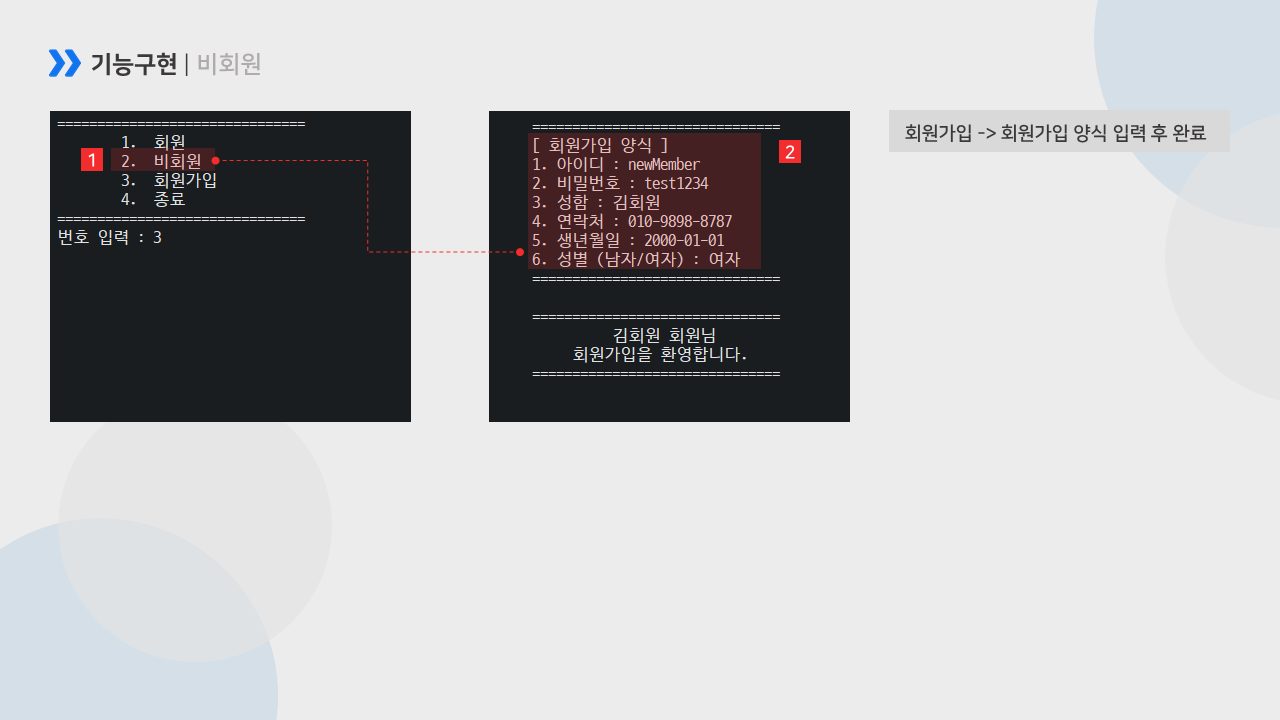 기능구현 | 비회원
===============================
1. 회원
1
2. 비회원
3. 회원가입
4. 종료
===============================
번호 입력 : 3
===============================
[ 회원가입 양식 ]
2
1. 아이디 : newMember
2. 비밀번호 : test1234
3. 성함 : 김회원
4. 연락처 : 010-9898-8787
5. 생년월일 : 2000-01-01
6. 성별 (남자/여자) : 여자
===============================
===============================
김회원 회원님
회원가입을 환영합니다.
===============================
회원가입 -> 회원가입 양식 입력 후 완료